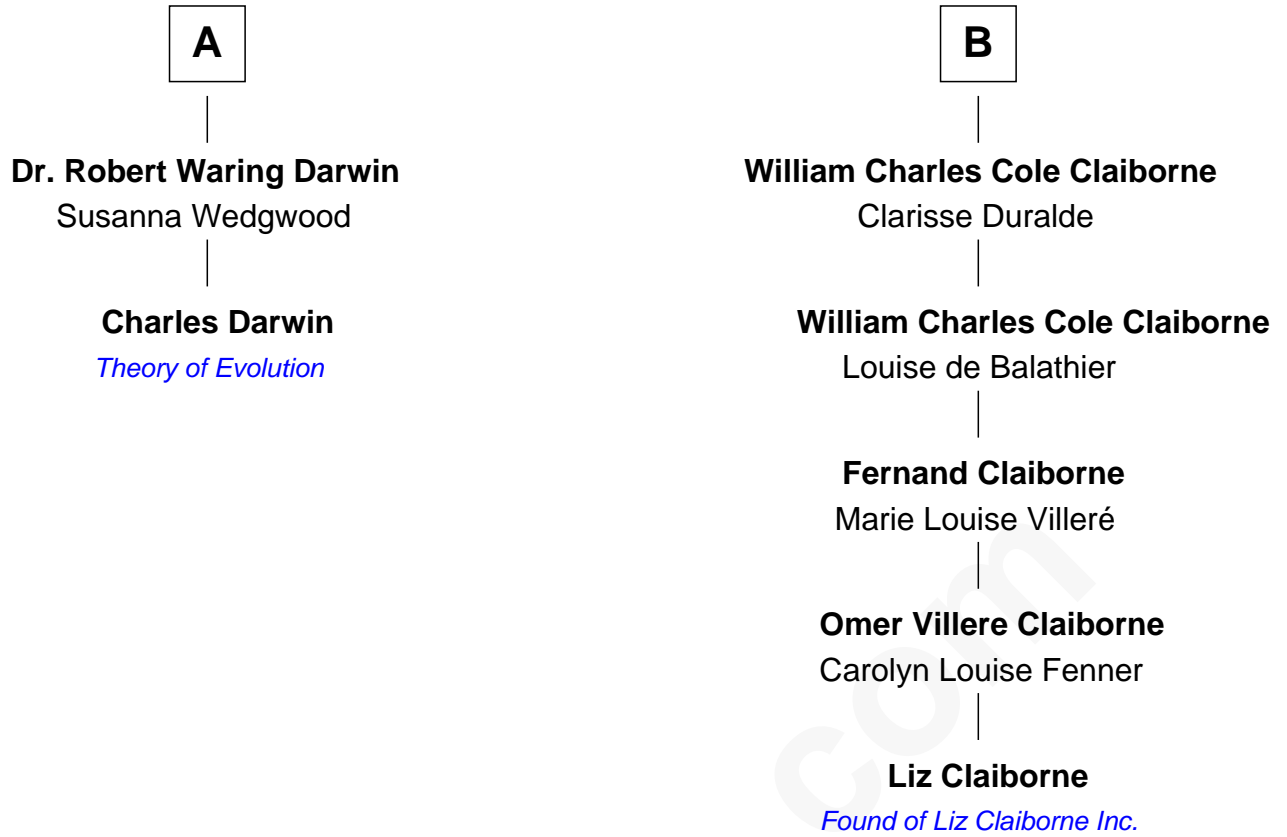 A
Dr. Robert Waring Darwin
Susanna Wedgwood
Charles Darwin
Theory of Evolution
B
William Charles Cole Claiborne
Clarisse Duralde
William Charles Cole Claiborne
Louise de Balathier
Fernand Claiborne
Marie Louise Villeré
Omer Villere Claiborne
Carolyn Louise Fenner
Liz Claiborne
Found of Liz Claiborne Inc.
com